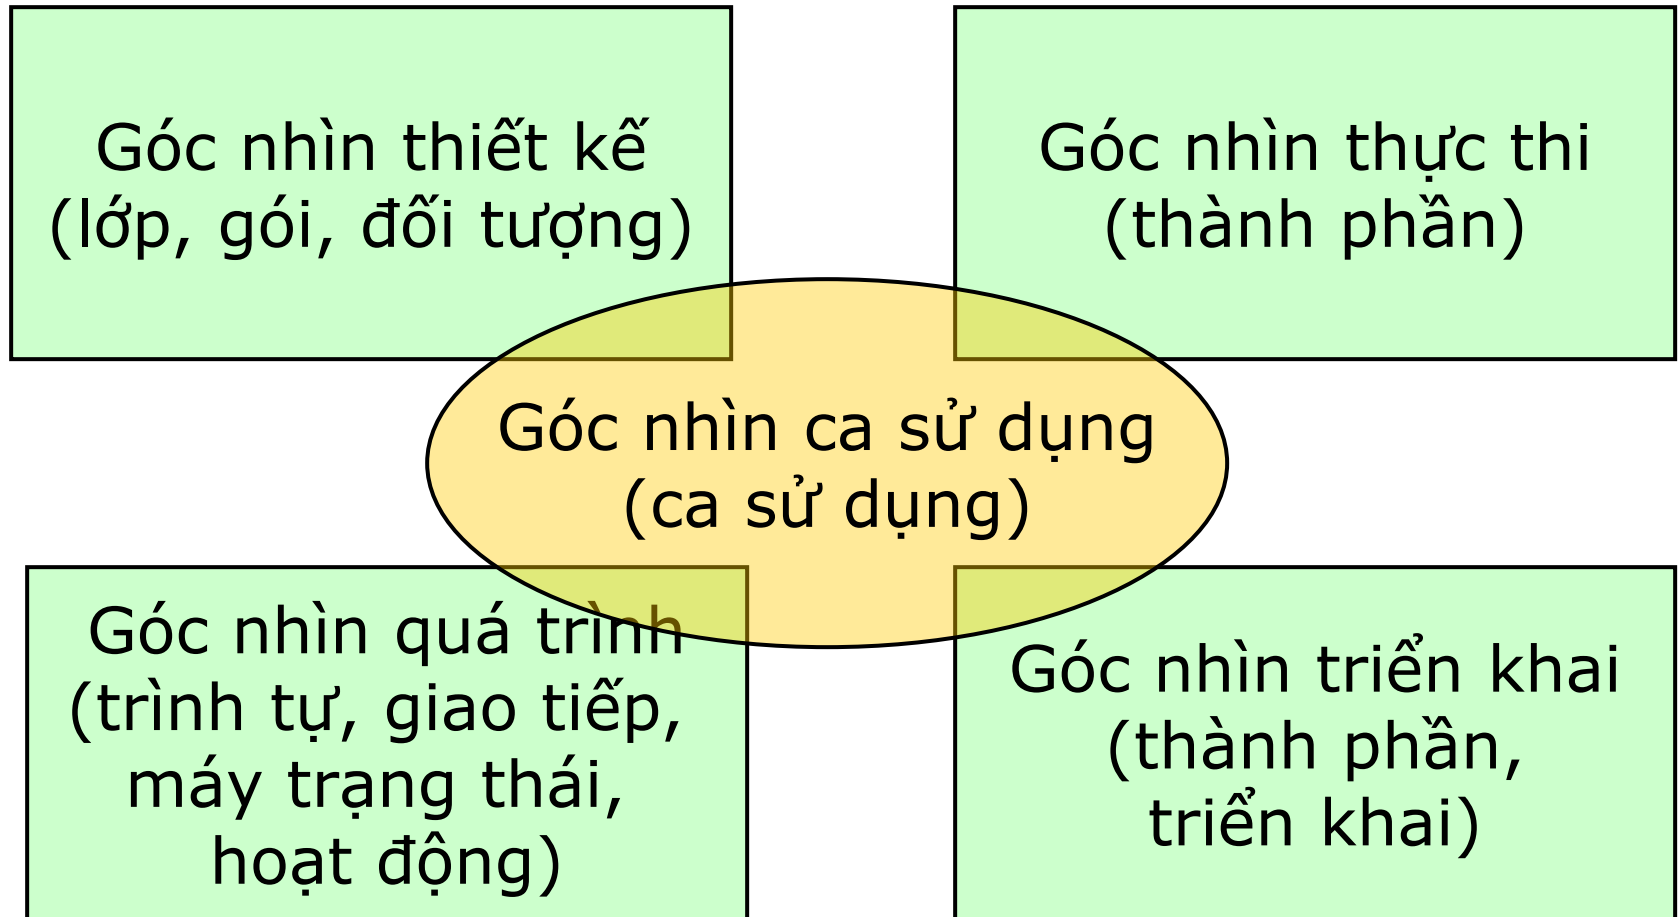 Góc nhìn thiết kế
(lớp, gói, đối tượng)
Góc nhìn thực thi
(thành phần)
Góc nhìn ca sử dụng
(ca sử dụng)
Góc nhìn quá trình
(trình tự, giao tiếp,
máy trạng thái,
hoạt động)
Góc nhìn triển khai
(thành phần,
triển khai)